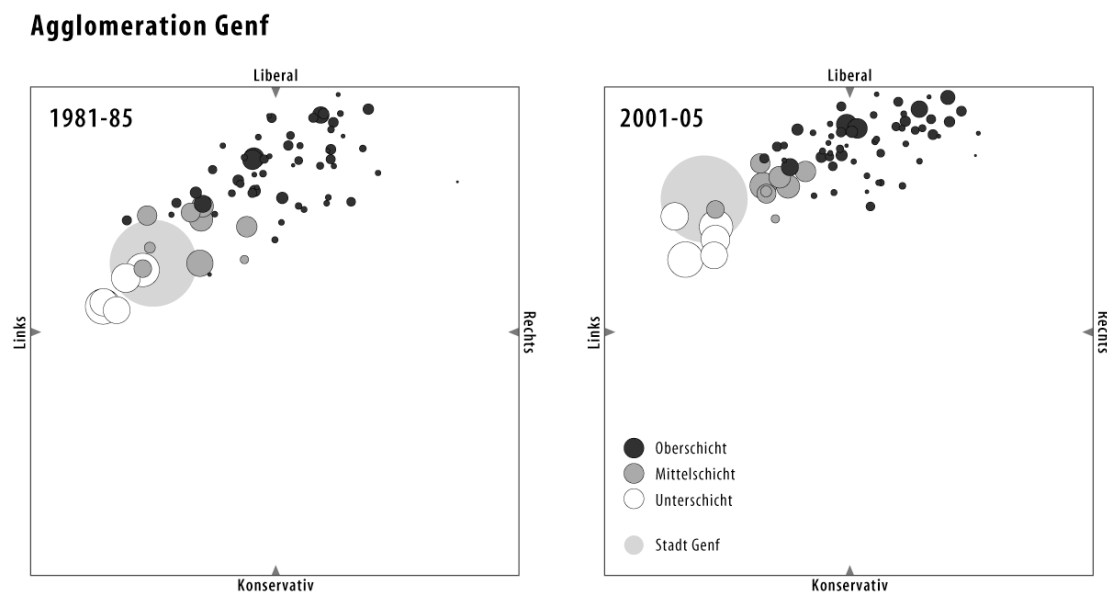 Agglomeration Genf
Liberal
1981-85
Links
Rechts
Konservativ
Liberal
2001-05
Links
Rechts
Oberschicht
Mittelschicht
Unterschicht
Stadt Genf
Konservativ